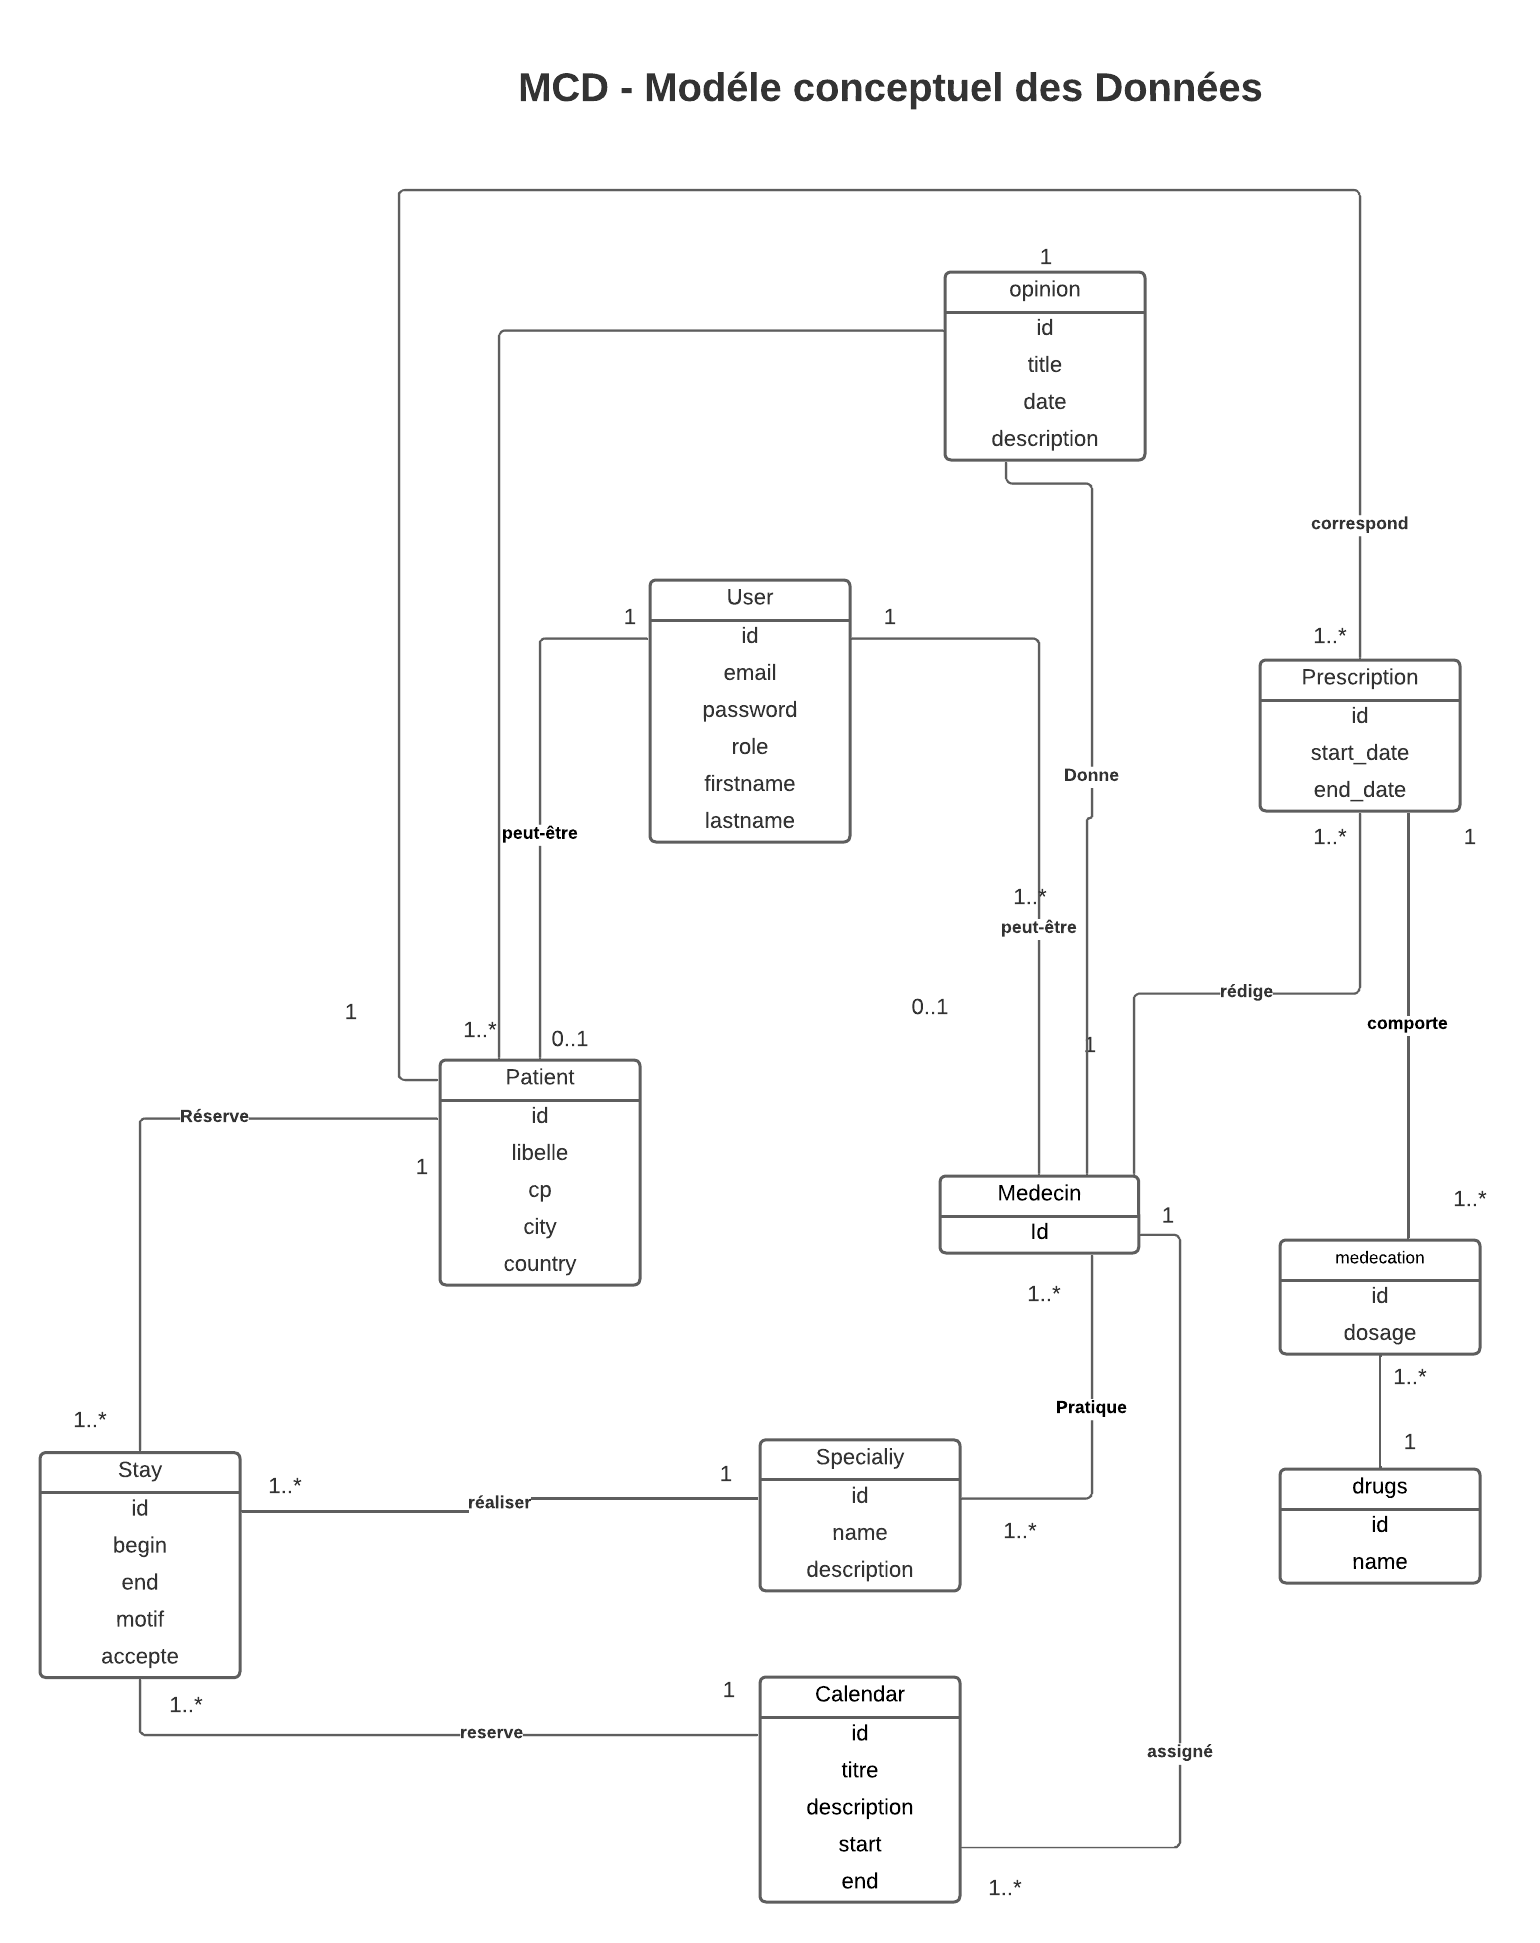 MCD - Modéle conceptuel des Données
1
opinion
id
title
date
description
correspond
User
id
email
password
role
firstname
lastname
1
1
1..*
Prescription
id
start_date
end_date
Donne
peut-être
1..*
1
1..*
peut-être
rédige
comporte
0..1
1
1
1..*
0..1
Patient
id
libelle
cp
city
country
Réserve
1
Medecin
Id
1
1..*
1..*
medecation
id
dosage
1..*
1
drugs
id
name
Pratique
1..*
Stay
id
begin
end
motif
accepte
1..*
réaliser
1
Specialiy
id
name
description
1..*
1..*
reserve
1
Calendar
id
titre
description
start
end
assigné
1..*